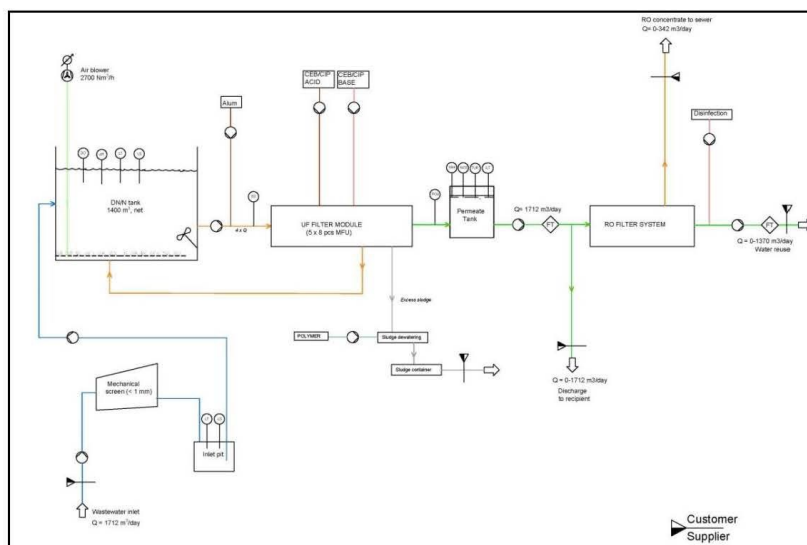 RO concentrate to sewer
Q= 0-342 m3/day
Air blower
2700 Nm³/h
CEB/CIP
ACID
CEB/CIP
BASE
Alum
Disinfection
DN/N tank
1400 m³, net
4 x Q
UF FILTER MODULE
(5 x 8 pcs MFU)
Permeate
Tank
Q= 1712 m3/day
FT
RO FILTER SYSTEM
FT
Q = 0-1370 m3/day
Water reuse
Excess sludge
POLYMER
Sludge dewatering
Sludge container
Q = 0-1712 m3/day
Discharge
to recipient
Mechanical
screen (< 1 mm)
Inlet pit
Wastewater inlet
Q = 1712 m³/day
Customer
Supplier